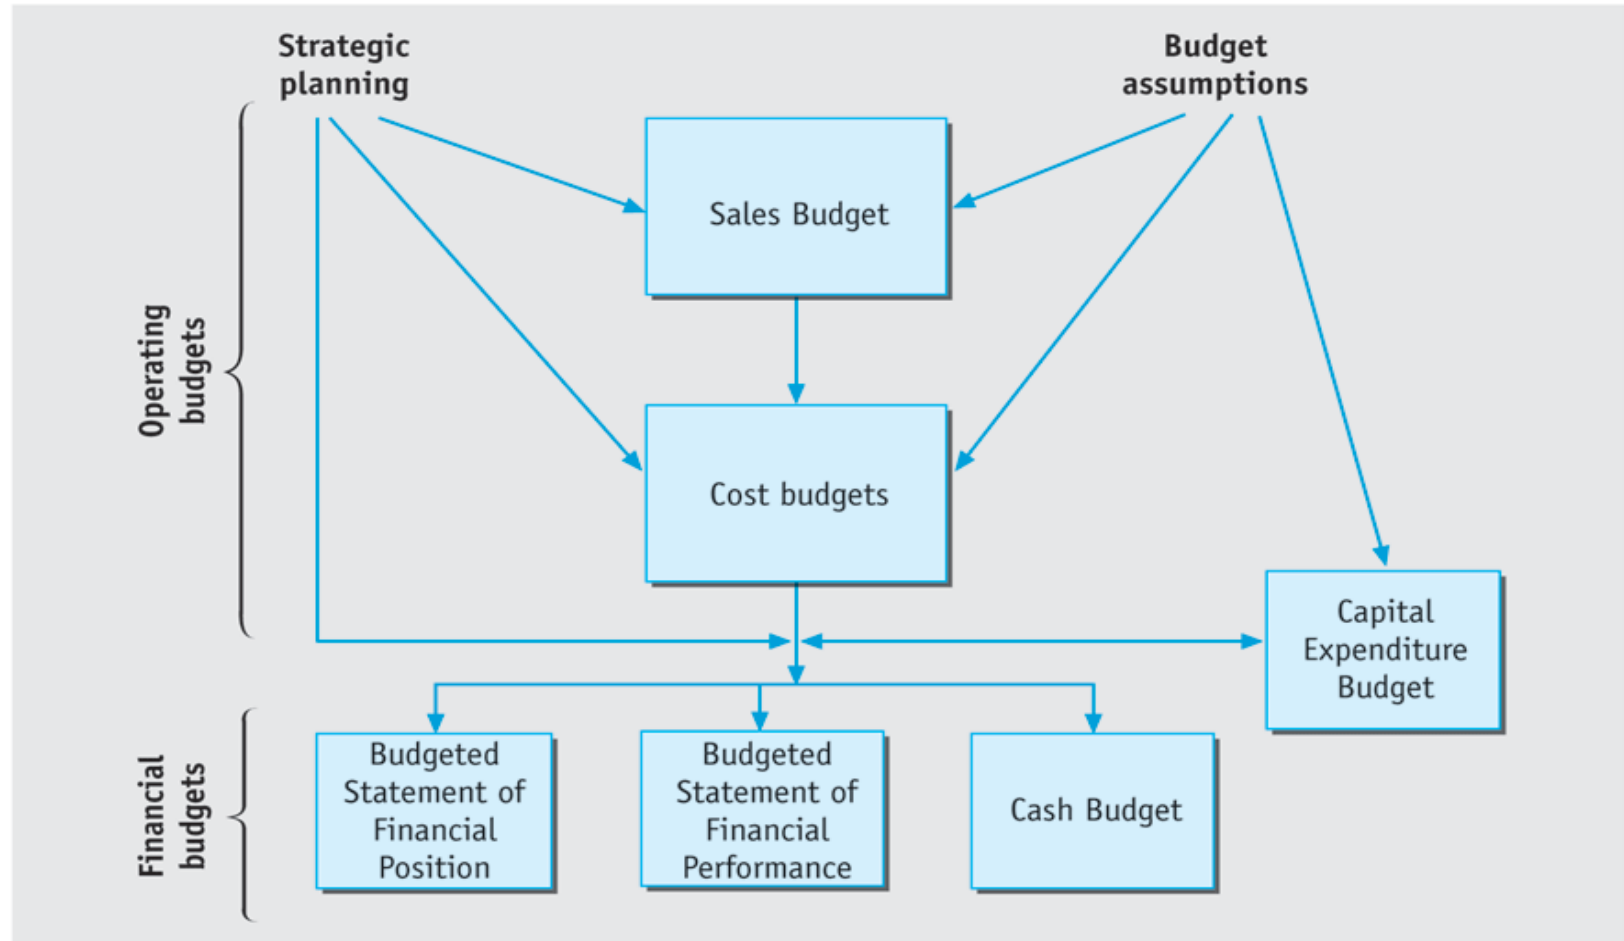 Strategic
planning
Budget
assumptions
Operating
budgets
Sales Budget
Cost budgets
Capital
Expenditure
Budget
Financial
budgets
Budgeted
Statement of
Financial
Position
Budgeted
Statement of
Financial
Performance
Cash Budget